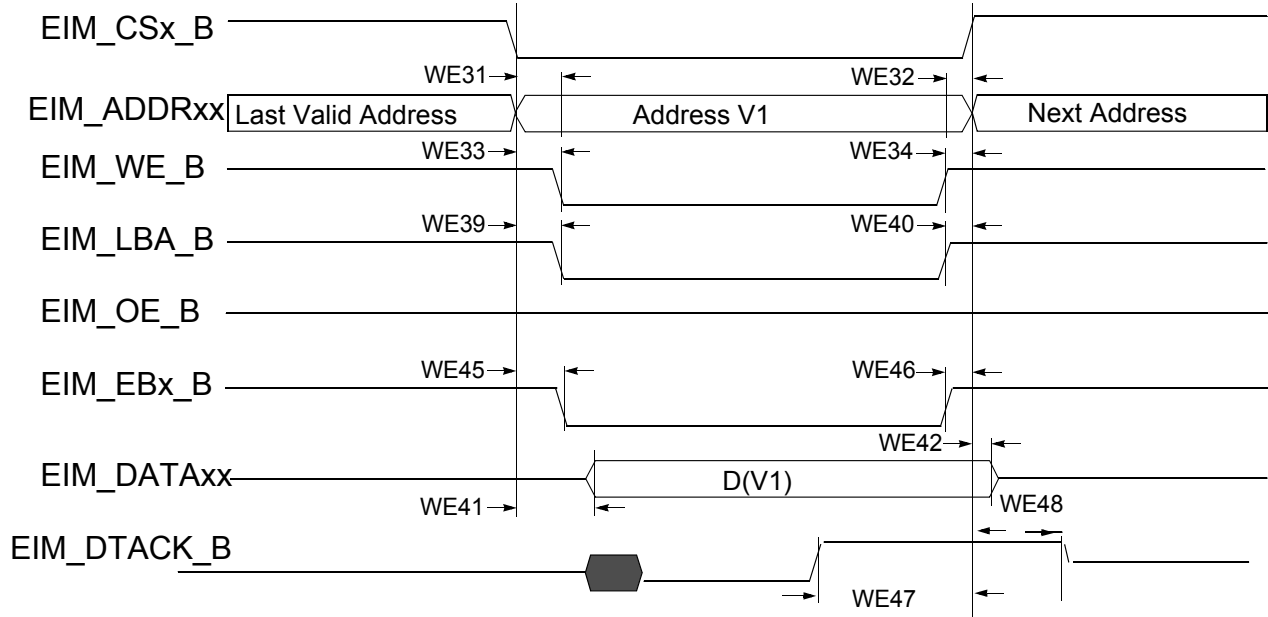 EIM_CSx_B
WE31 WE32
EIM_ADDRxx Last Valid Address Address V1 Next Address
WE33 WE34
EIM_WE_B
WE39 WE40
EIM_LBA_B
EIM_OE_B
WE45 WE46
EIM_EBx_B
WE42
EIM_DATAxx D(V1)
WE41 WE48
EIM_DTACK_B
WE47